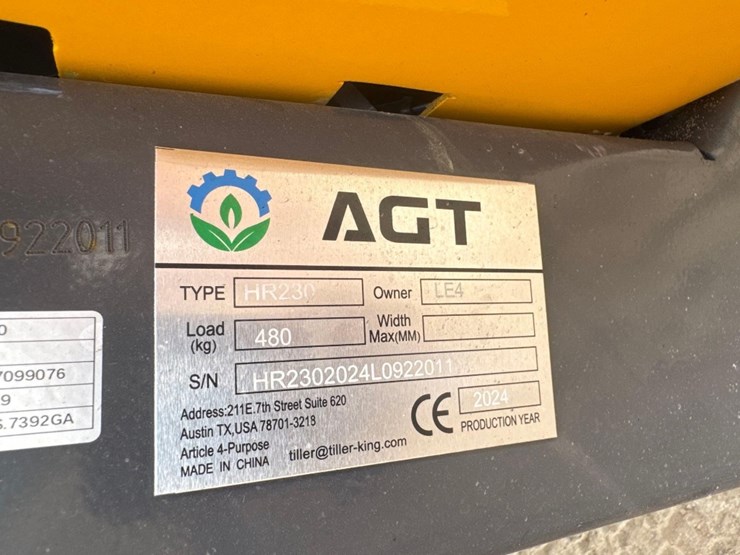 922011
AGT
TYPE HR230 Owner LE4
Load (kg) 480 Width Max(MM)
S/N HR2302024L0922011
Address:211E.7th Street Suite 620
Austin TX,USA 78701-3218
Article 4-Purpose
MADE IN CHINA tiller@tiller-king.com
CE 2024
PRODUCTION YEAR
0
7099076
9
S.7392GA